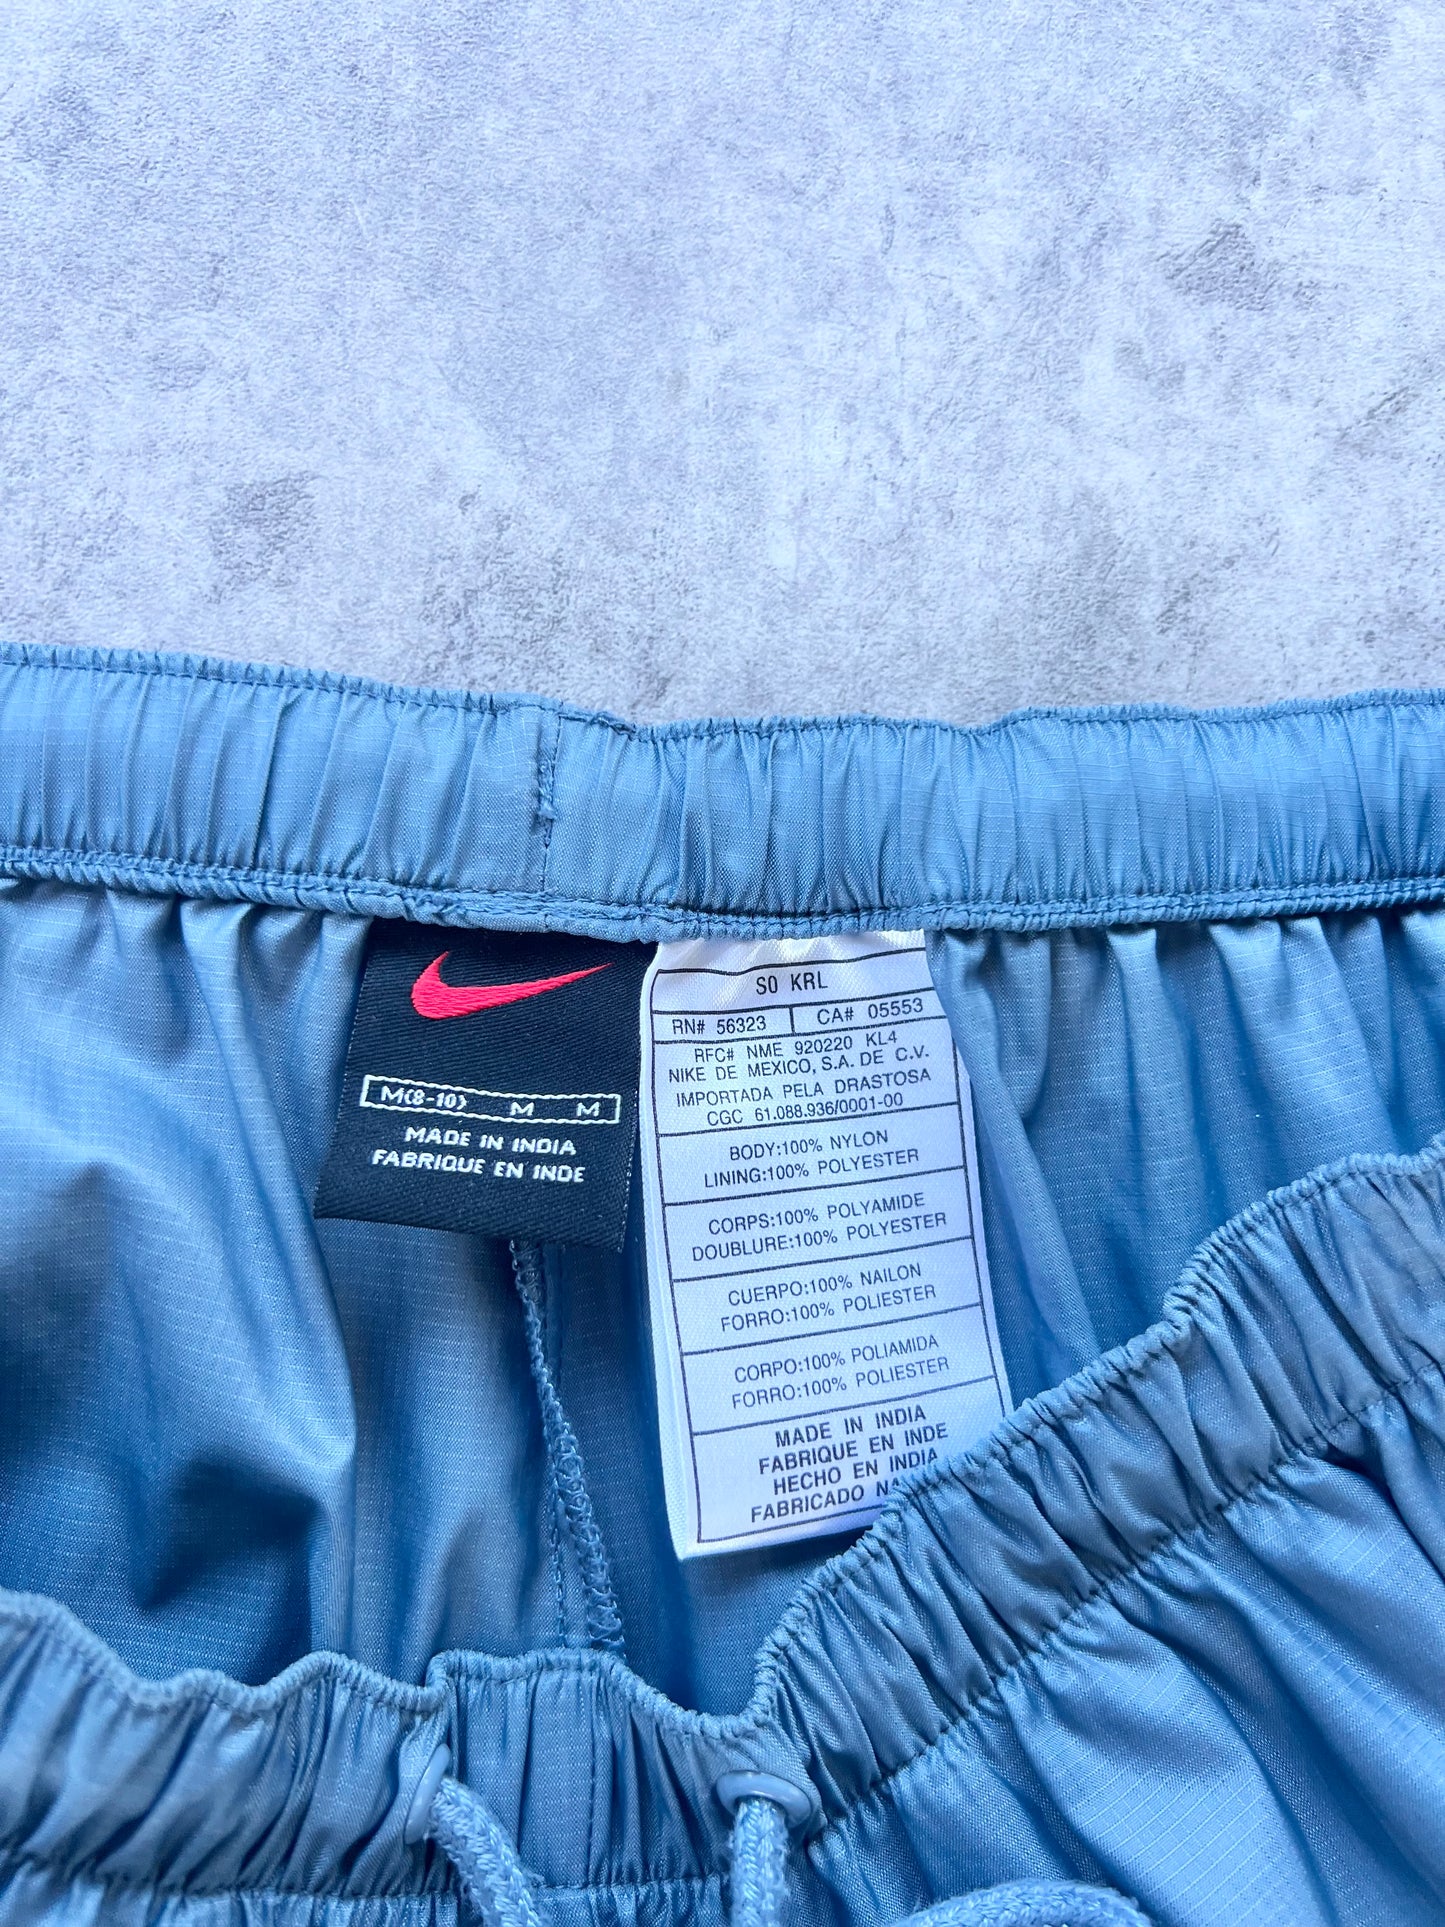 M(8-10) M M
MADE IN INDIA
FABRIQUE EN INDE
SO KRL
RN# 56323 CA# 05553
RFC# NME 920220 KL4
NIKE DE MEXICO, S.A. DE C.V.
IMPORTADA PELA DRASTOSA
CGC 61.088.936/0001-00
BODY:100% NYLON
LINING:100% POLYESTER
CORPS:100% POLYAMIDE
DOUBLURE:100% POLYESTER
CUERPO:100% NAILON
FORRO:100% POLIESTER
CORPO:100% POLIAMIDA
FORRO:100% POLIESTER
MADE IN INDIA
FABRIQUE EN INDE
HECHO EN INDIA
FABRICADO